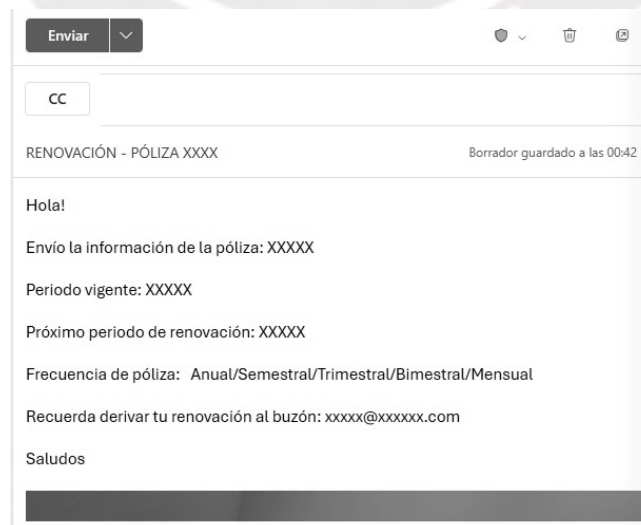 Enviar
CC
RENOVACIÓN - PÓLIZA XXXX
Borrador guardado a las 00:42
Hola!
Envío la información de la póliza: XXXXX
Periodo vigente: XXXXX
Próximo periodo de renovación: XXXXX
Frecuencia de póliza: Anual/Semestral/Trimestral/Bimestral/Mensual
Recuerda derivar tu renovación al buzón: xxxxx@xxxxxx.com
Saludos